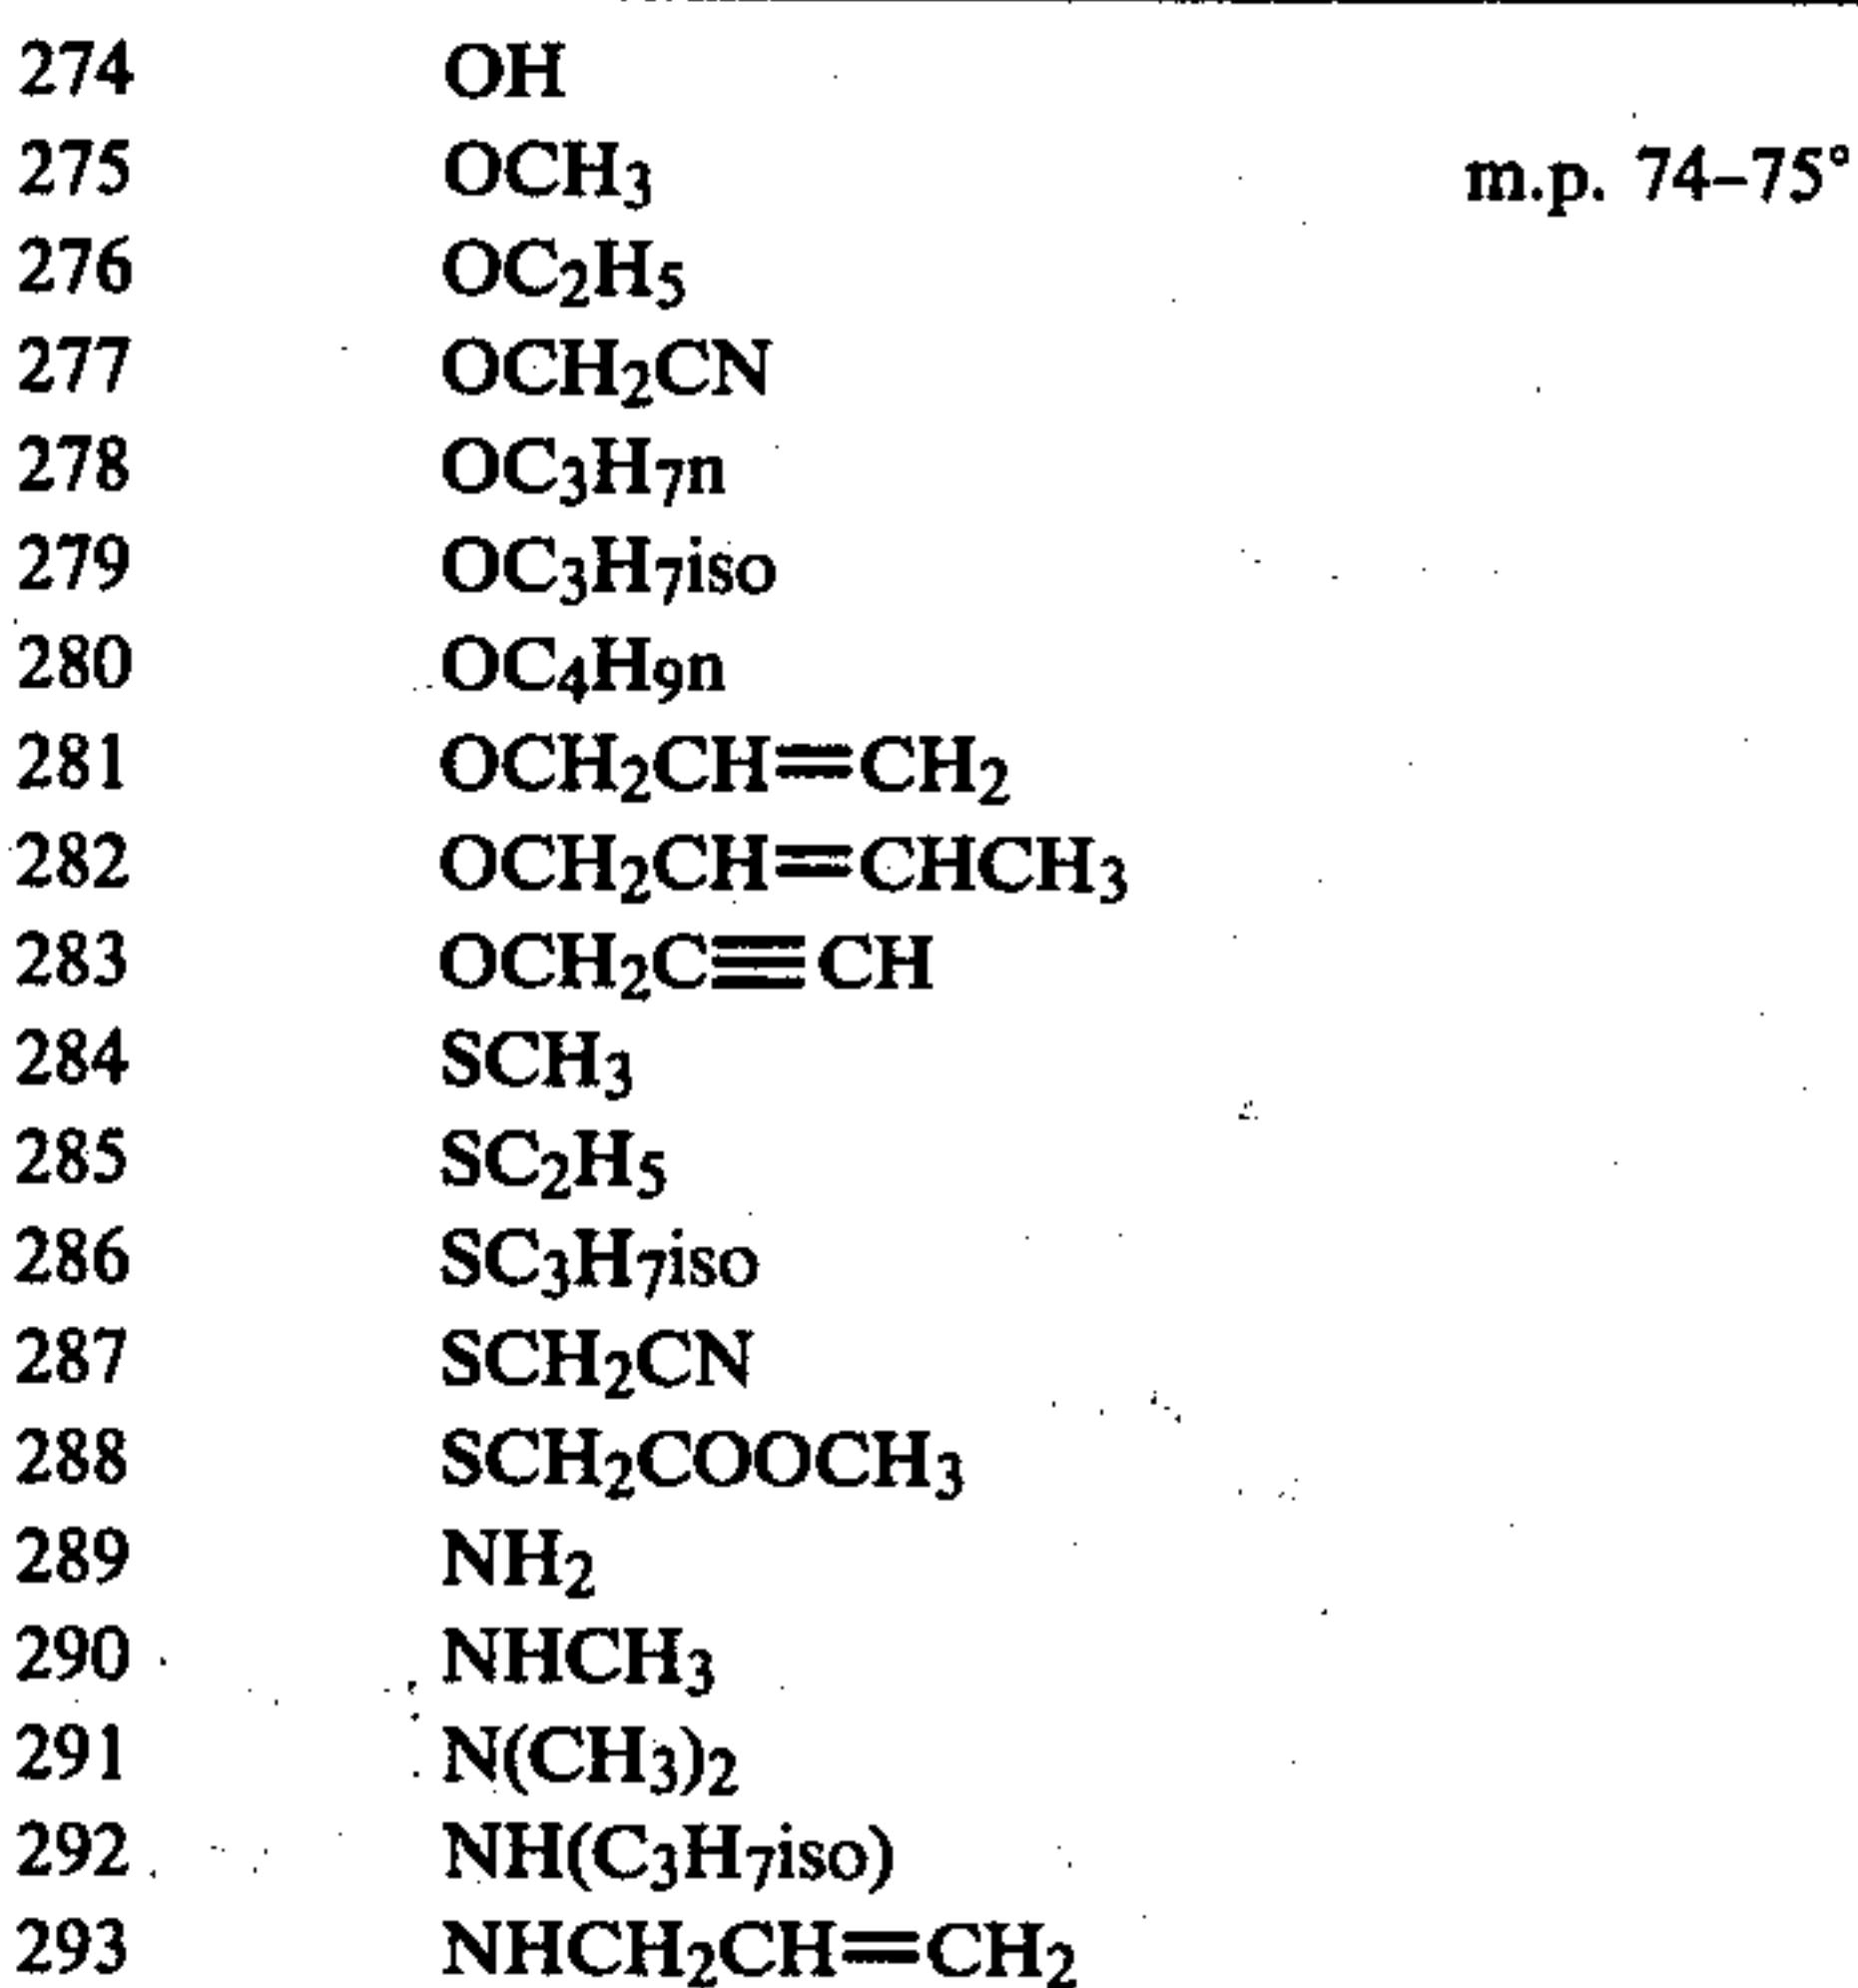 274 OH
275 OCH₃ m.p. 74–75°
276 OC₂H₅
277 OCH₂CN
278 OC₃H₇n
279 OC₃H₇iso
280 OC₄H₉n
281 OCH₂CH=CH₂
282 OCH₂CH=CHCH₃
283 OCH₂C≡CH
284 SCH₃
285 SC₂H₅
286 SC₃H₇iso
287 SCH₂CN
288 SCH₂COOCH₃
289 NH₂
290 NHCH₃
291 N(CH₃)₂
292 NH(C₃H₇iso)
293 NHCH₂CH=CH₂